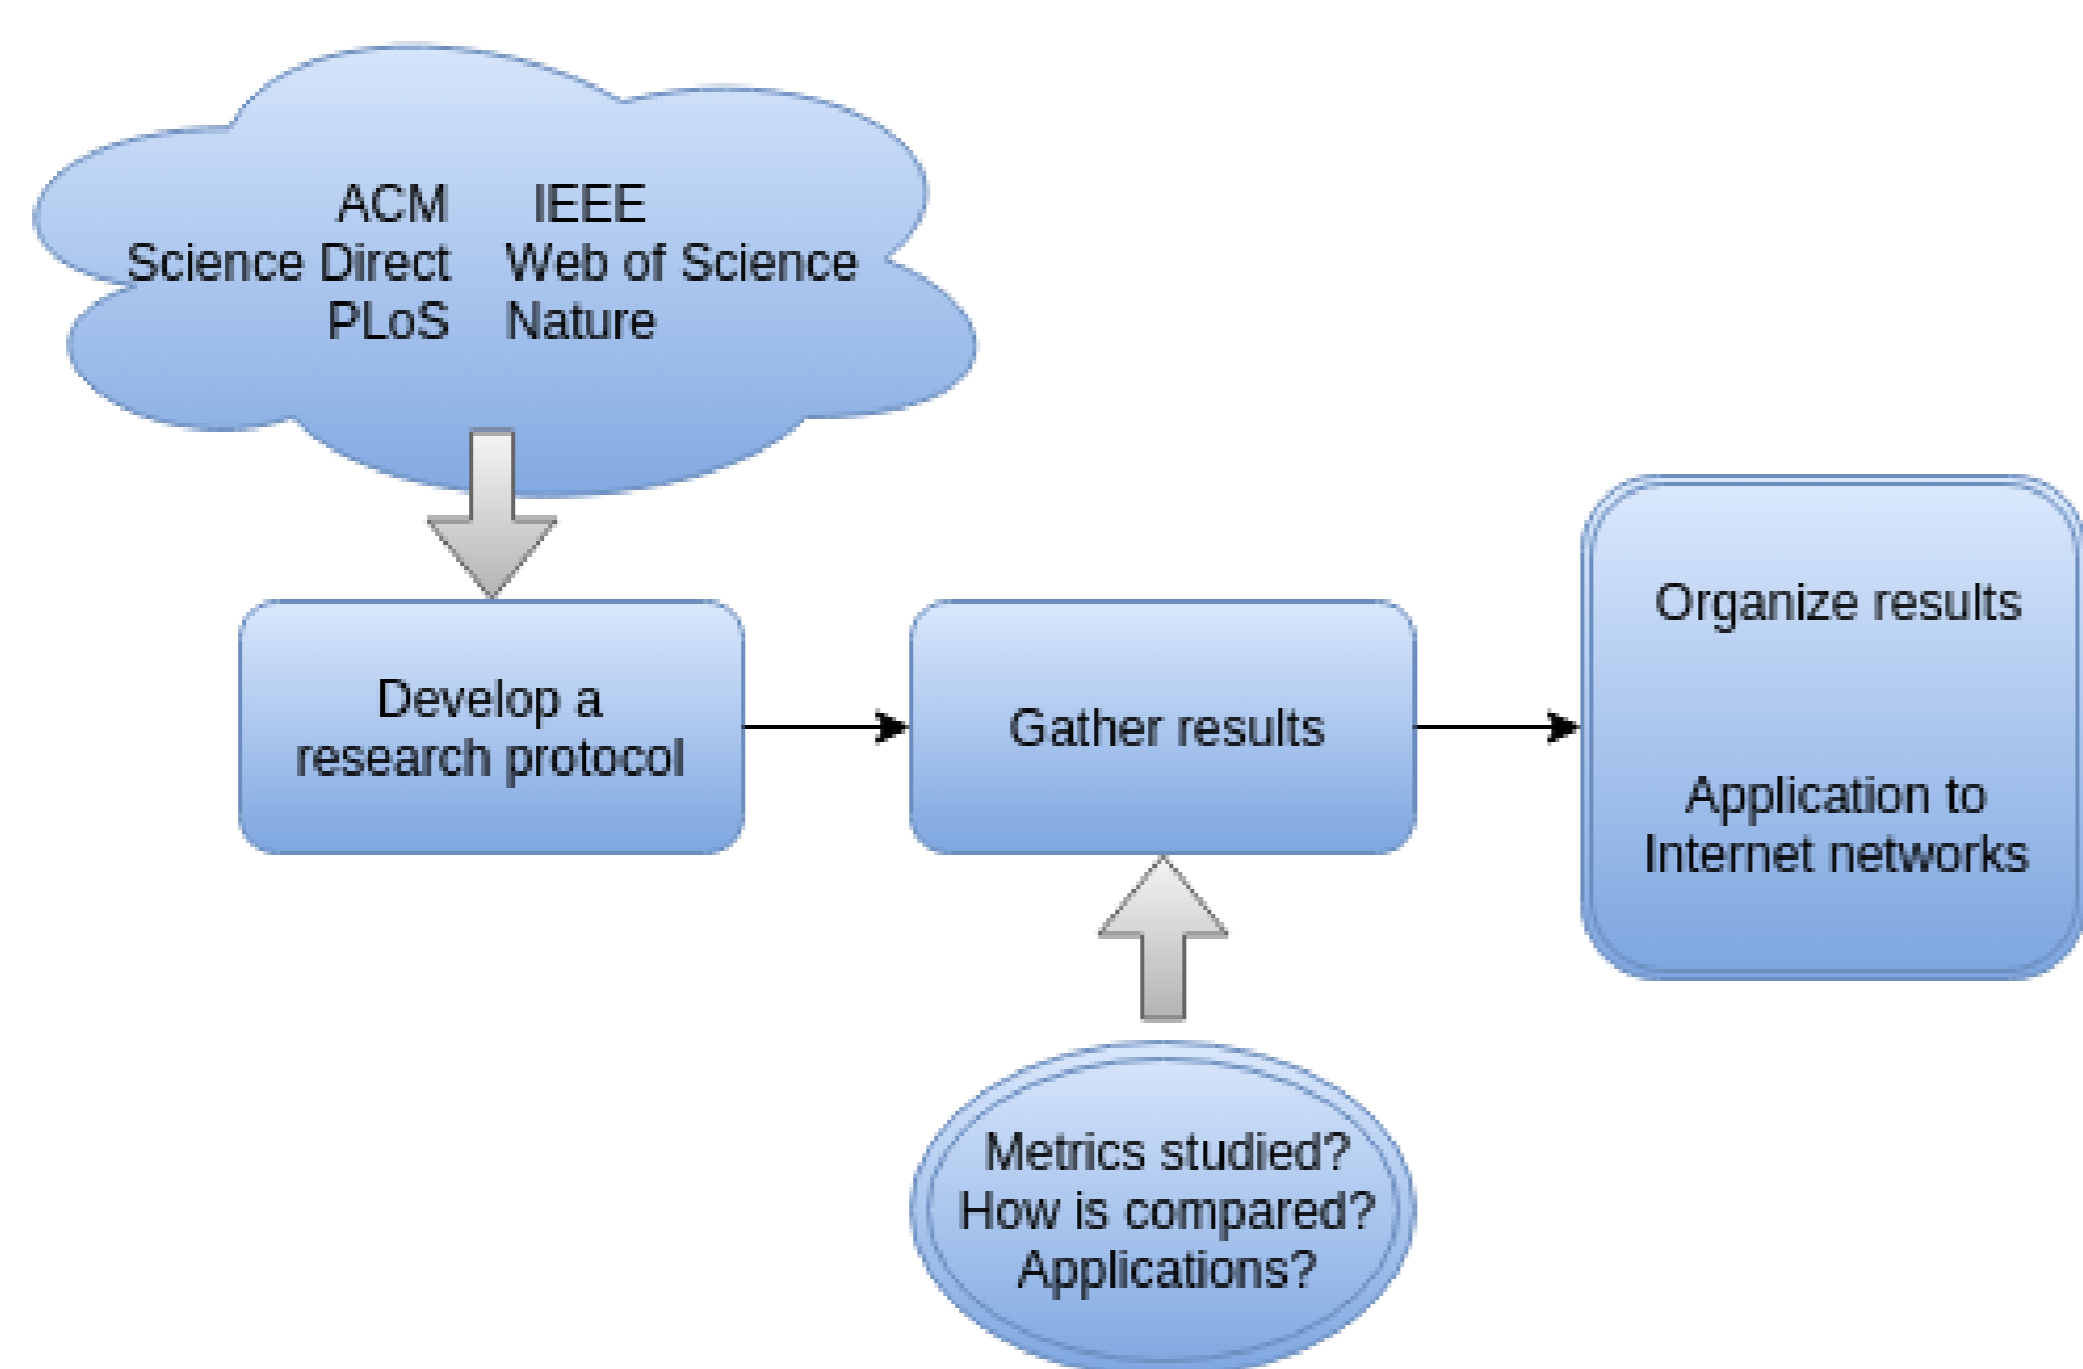 ACM IEEE
Science Direct Web of Science
PLoS Nature
Develop a
research protocol
Gather results
Organize results
Application to
Internet networks
Metrics studied?
How is compared?
Applications?